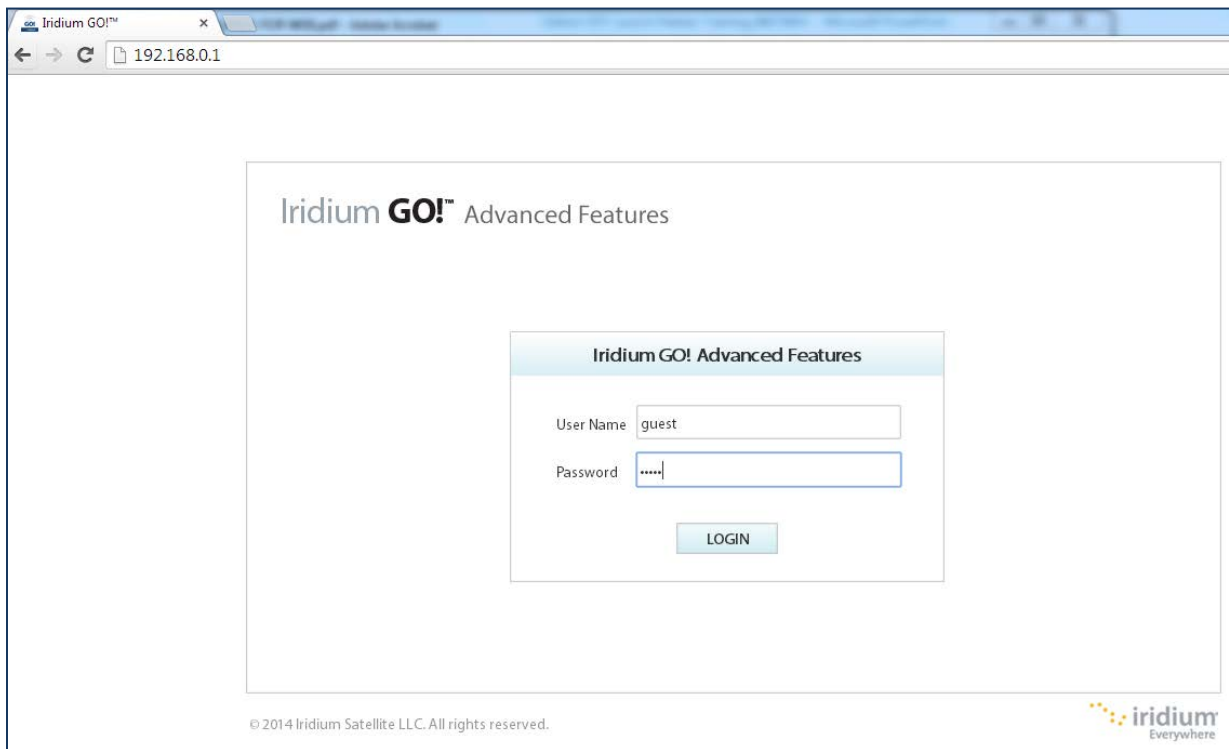 Iridium GO!™
192.168.0.1
Iridium GO!™ Advanced Features
Iridium GO! Advanced Features
User Name guest
Password •••••
LOGIN
© 2014 Iridium Satellite LLC. All rights reserved.
iridium
Everywhere